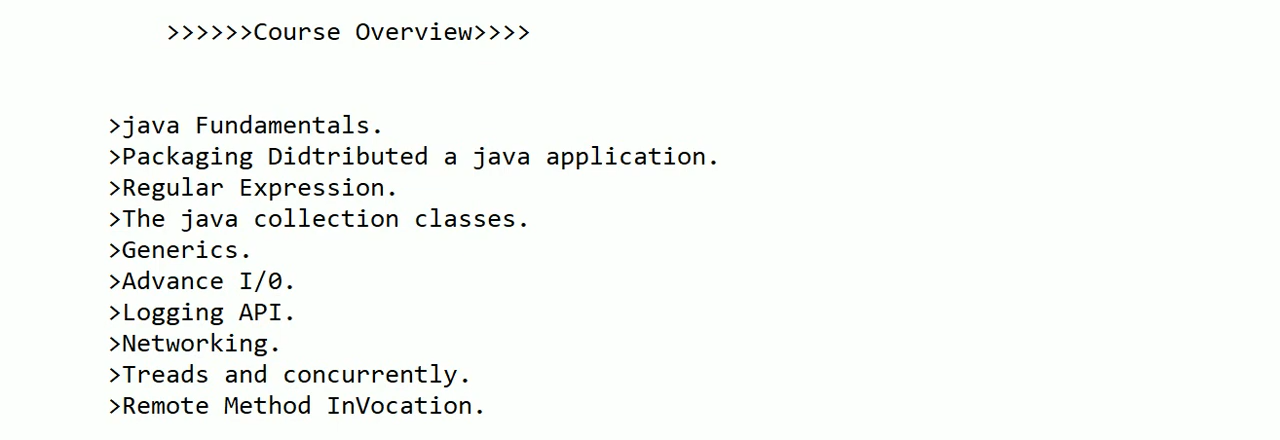 >>>>>>Course Overview>>>>
>java Fundamentals.
>Packaging Didtributed a java application.
>Regular Expression.
>The java collection classes.
>Generics.
>Advance I/0.
>Logging API.
>Networking.
>Treads and concurrently.
>Remote Method InVocation.